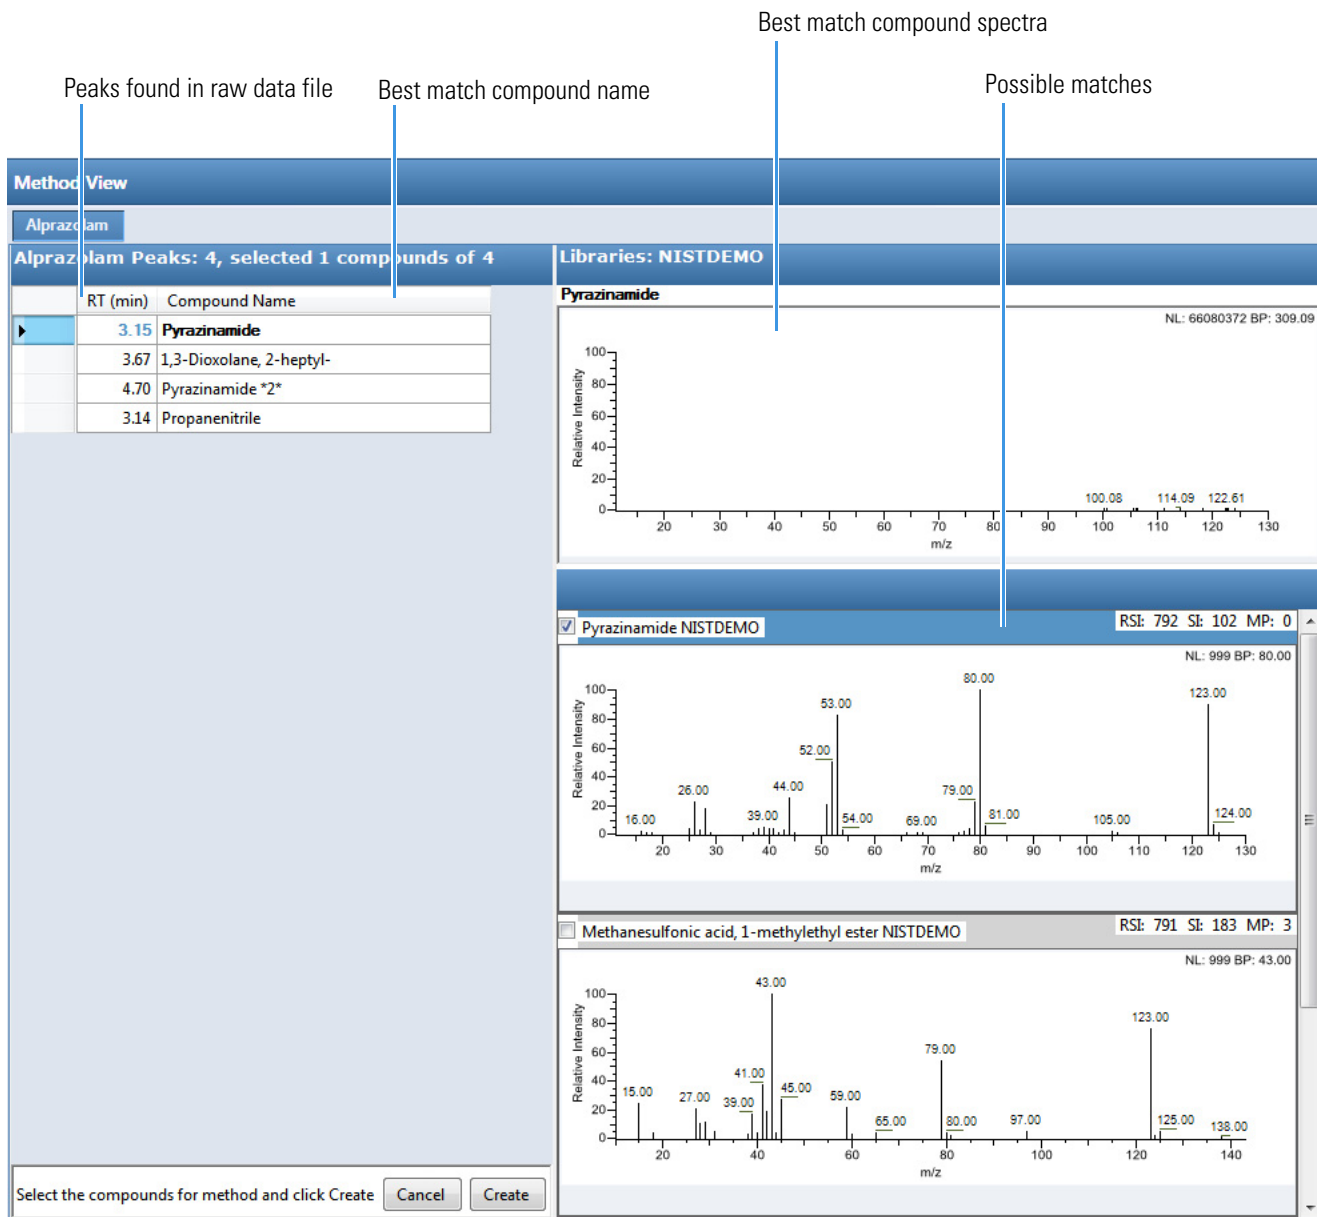 Best match compound spectra
Peaks found in raw data file
Best match compound name
Possible matches
Method View
Alprazolam
Alprazolam Peaks: 4, selected 1 compounds of 4
RT (min) Compound Name
3.15 Pyrazinamide
3.67 1,3-Dioxolane, 2-heptyl-
4.70 Pyrazinamide *2*
3.14 Propanenitrile
Select the compounds for method and click Create Cancel Create
Libraries: NISTDEMO
Pyrazinamide
NL: 66080372 BP: 309.09
Relative Intensity
100
80
60
40
20
0
100.08 114.09 122.61
20 30 40 50 60 70 80 90 100 110 120 130
m/z
Pyrazinamide NISTDEMO RSI: 792 SI: 102 MP: 0
NL: 999 BP: 80.00
Relative Intensity
100
80
60
40
20
0
80.00
123.00
53.00
52.00
26.00 44.00 79.00
16.00 39.00 54.00 69.00 81.00 105.00 124.00
20 30 40 50 60 70 80 90 100 110 120 130
m/z
Methanesulfonic acid, 1-methylethyl ester NISTDEMO RSI: 791 SI: 183 MP: 3
NL: 999 BP: 43.00
Relative Intensity
100
80
60
40
20
0
43.00
123.00
79.00
41.00
15.00 27.00 39.00 45.00 59.00
65.00 80.00 97.00 125.00 138.00
20 40 60 80 100 120 140
m/z